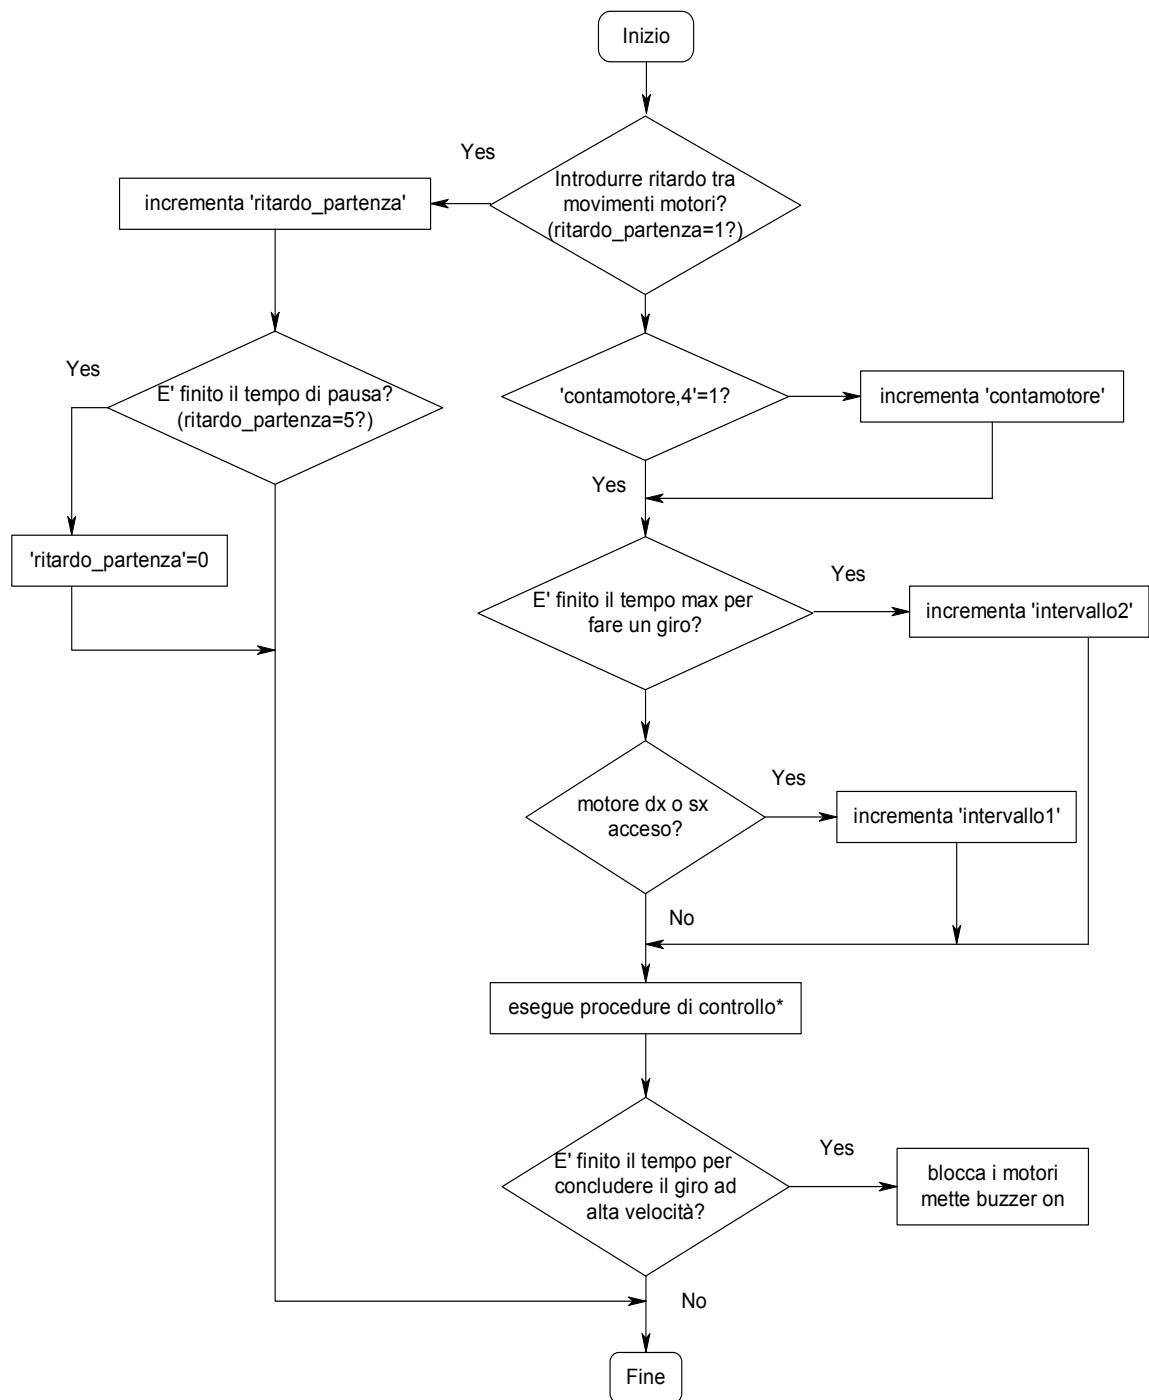 Inizio
Yes
Introdurre ritardo tra
movimenti motori?
(ritardo_partenza=1?)
incrementa 'ritardo_partenza'
Yes
E' finito il tempo di pausa?
(ritardo_partenza=5?)
'contamotore,4'=1?
incrementa 'contamotore'
Yes
'ritardo_partenza'=0
E' finito il tempo max per
fare un giro?
Yes
incrementa 'intervallo2'
motore dx o sx
acceso?
Yes
incrementa 'intervallo1'
No
esegue procedure di controllo*
E' finito il tempo per
concludere il giro ad
alta velocità?
Yes
blocca i motori
mette buzzer on
No
Fine